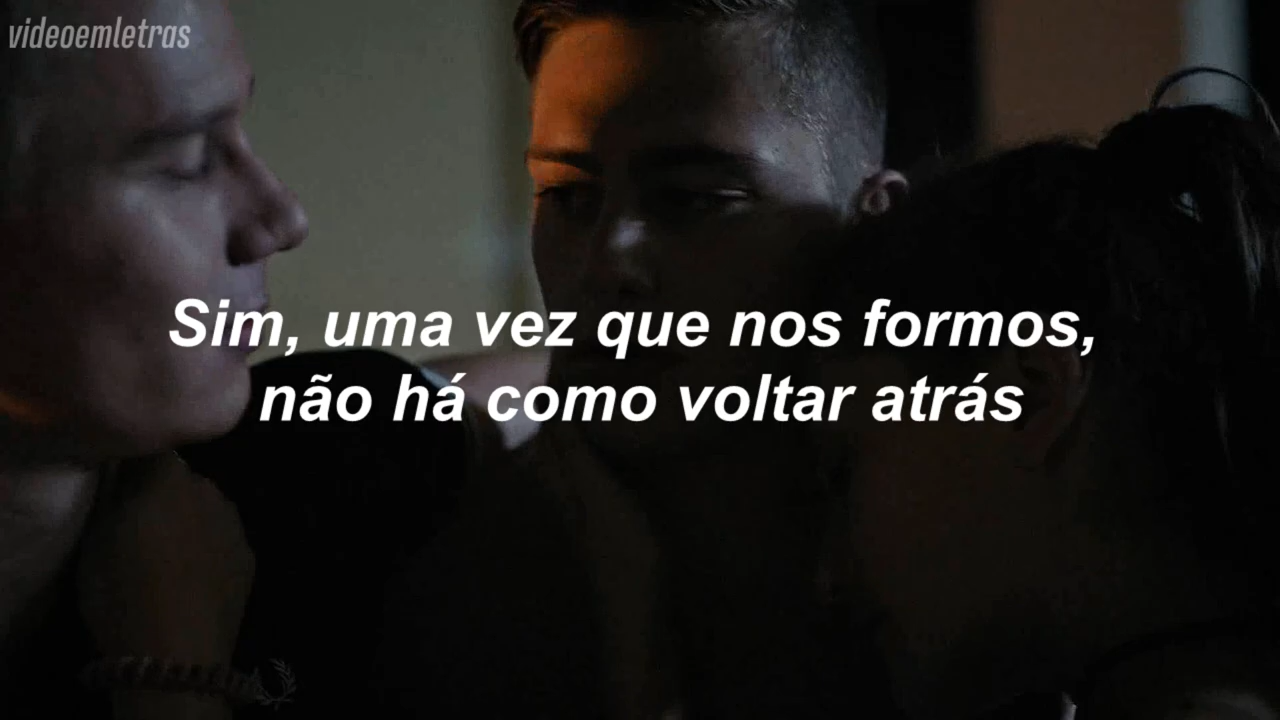 videoemletras
Sim, uma vez que nos formos,
não há como voltar atrás